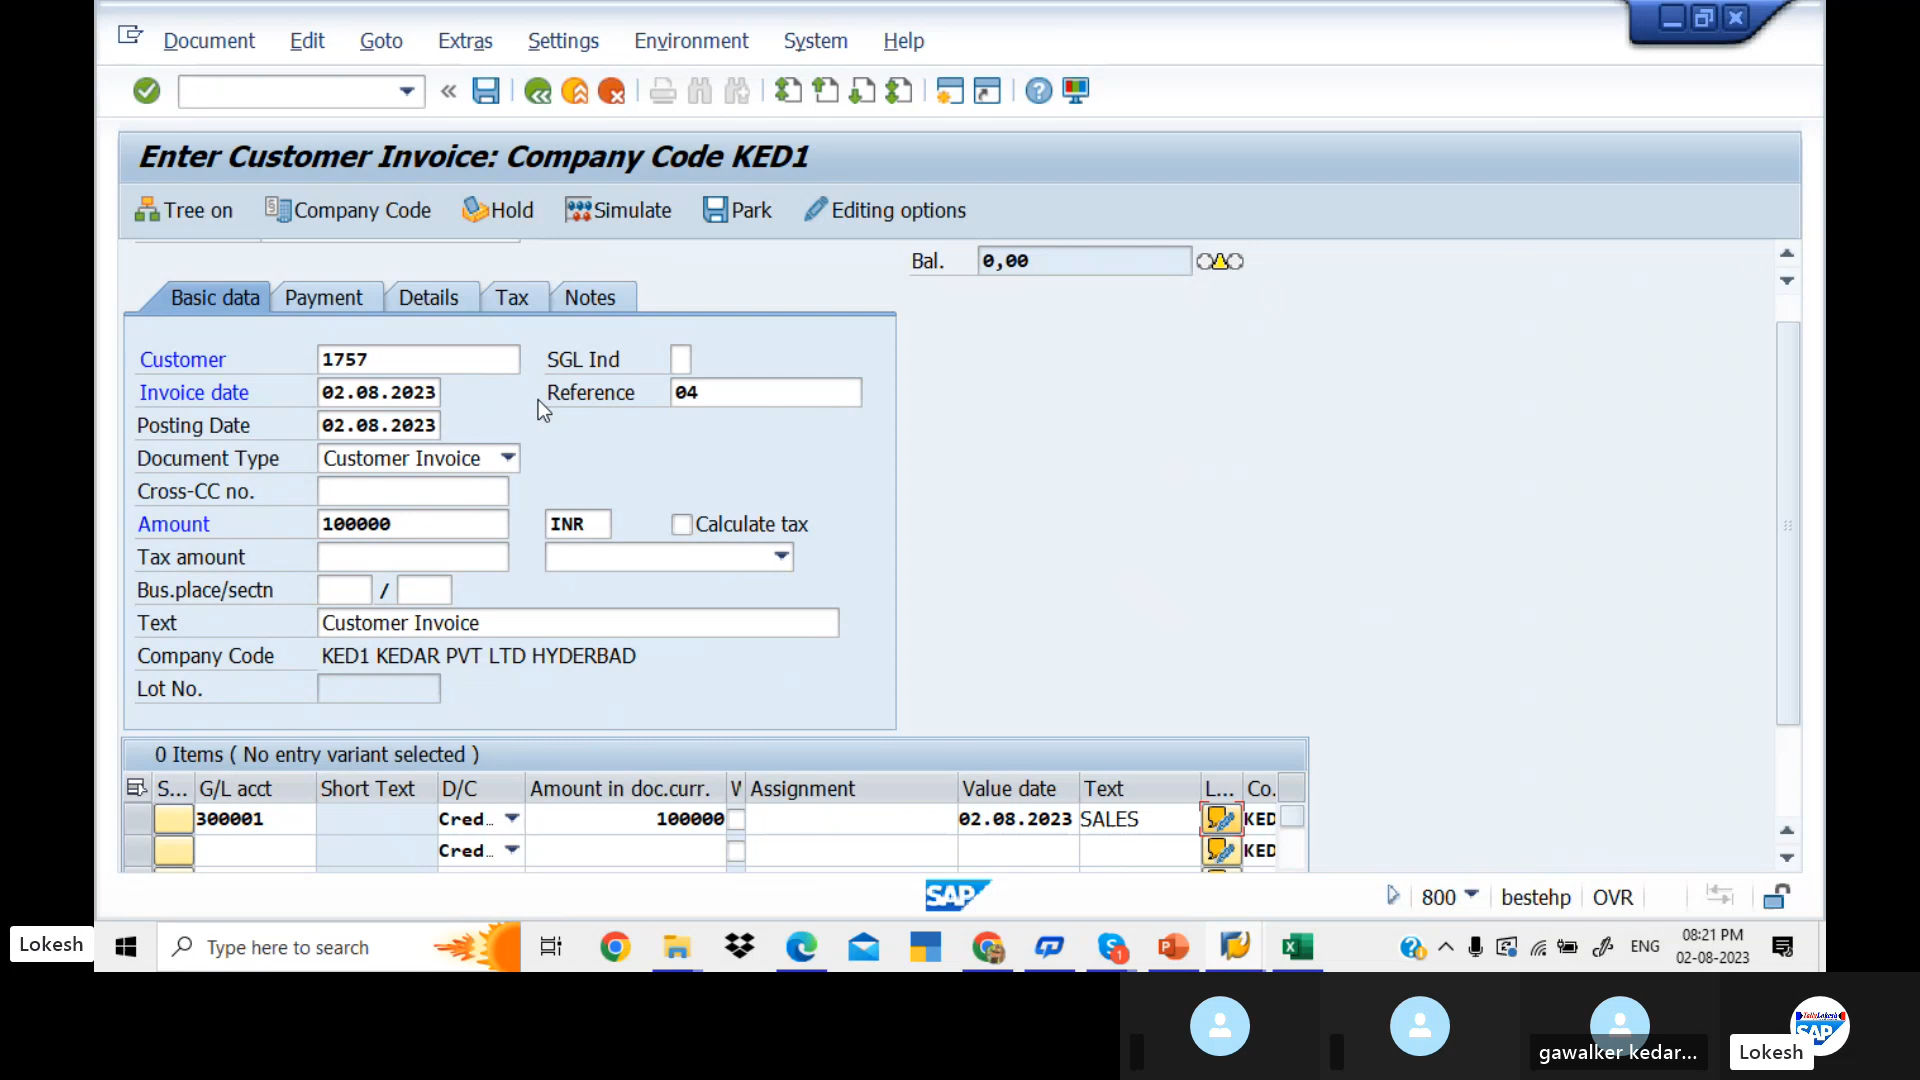 Document Edit Goto Extras Settings Environment System Help
Enter Customer Invoice: Company Code KED1
Tree on Company Code Hold Simulate Park Editing options
Bal. 0,00
Basic data Payment Details Tax Notes
Customer 1757 SGL Ind
Invoice date 02.08.2023 Reference 04
Posting Date 02.08.2023
Document Type Customer Invoice
Cross-CC no.
Amount 100000 INR Calculate tax
Tax amount
Bus.place/sectn /
Text Customer Invoice
Company Code KED1 KEDAR PVT LTD HYDERBAD
Lot No.
0 Items ( No entry variant selected )
S... G/L acct Short Text D/C Amount in doc.curr. W Assignment Value date Text L... Co.
300001 Cred.. 100000 02.08.2023 SALES KED
Cred.. KED
SAP 800 bestehp OVR
Lokesh Type here to search ENG 08:21 PM
02-08-2023
gawalker kedar... Lokesh
SAP